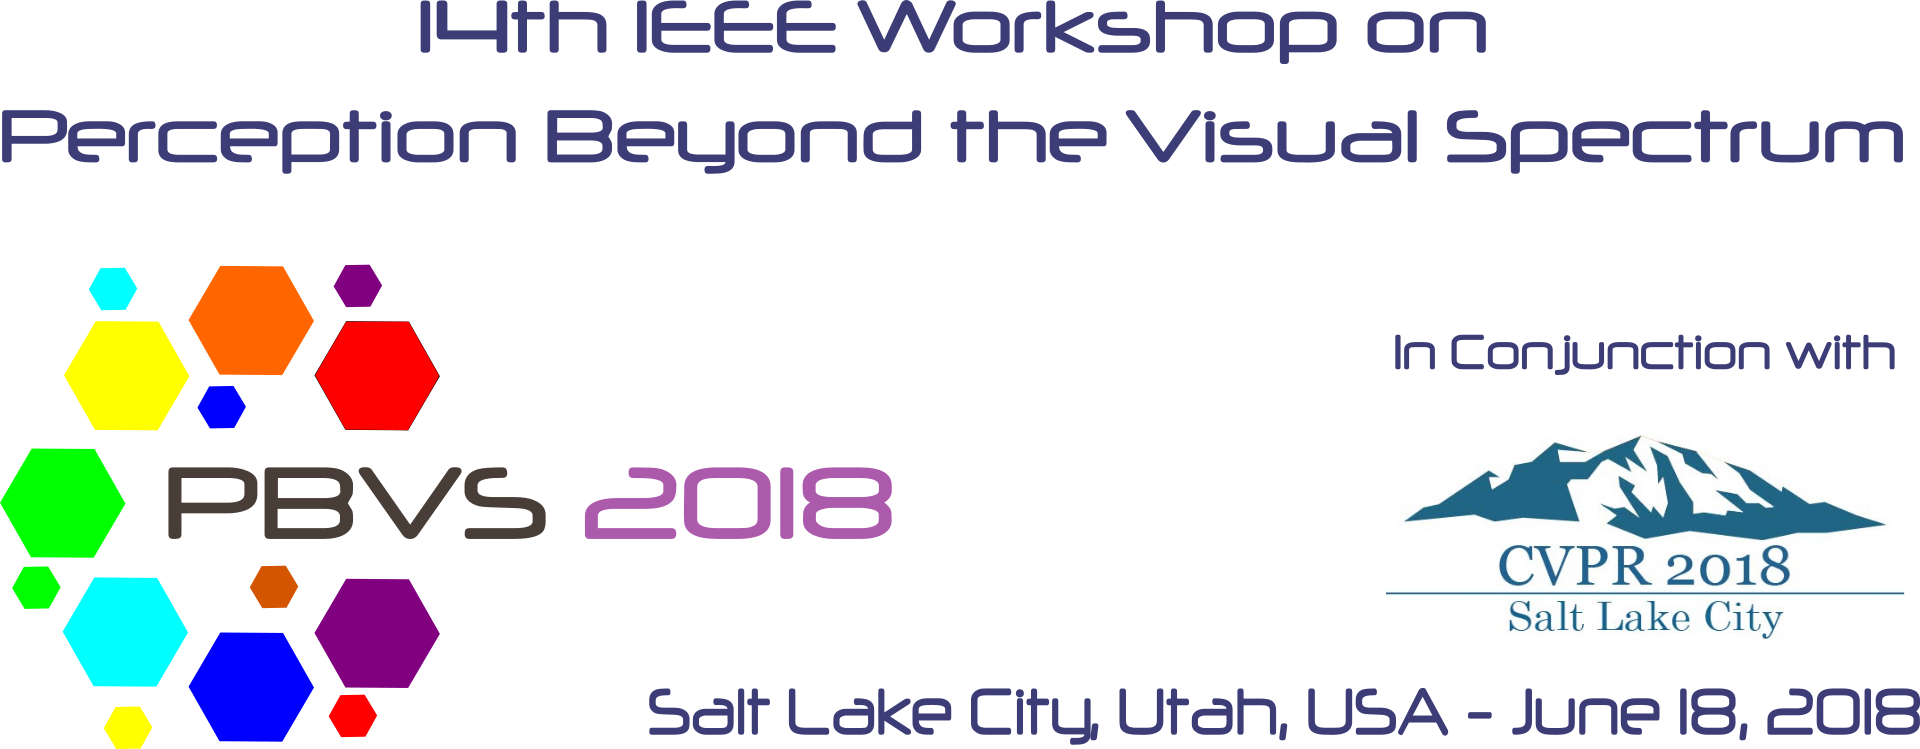 14th IEEE Workshop on
Perception Beyond the Visual Spectrum
In Conjunction with
PBVS 2018
CVPR 2018
Salt Lake City
Salt Lake City, Utah, USA - June 18, 2018